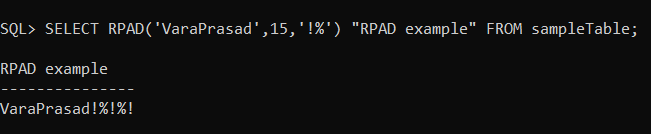 SQL> SELECT RPAD('VaraPrasad',15,'!%') "RPAD example" FROM sampleTable;
RPAD example
---------------
VaraPrasad!%!%!